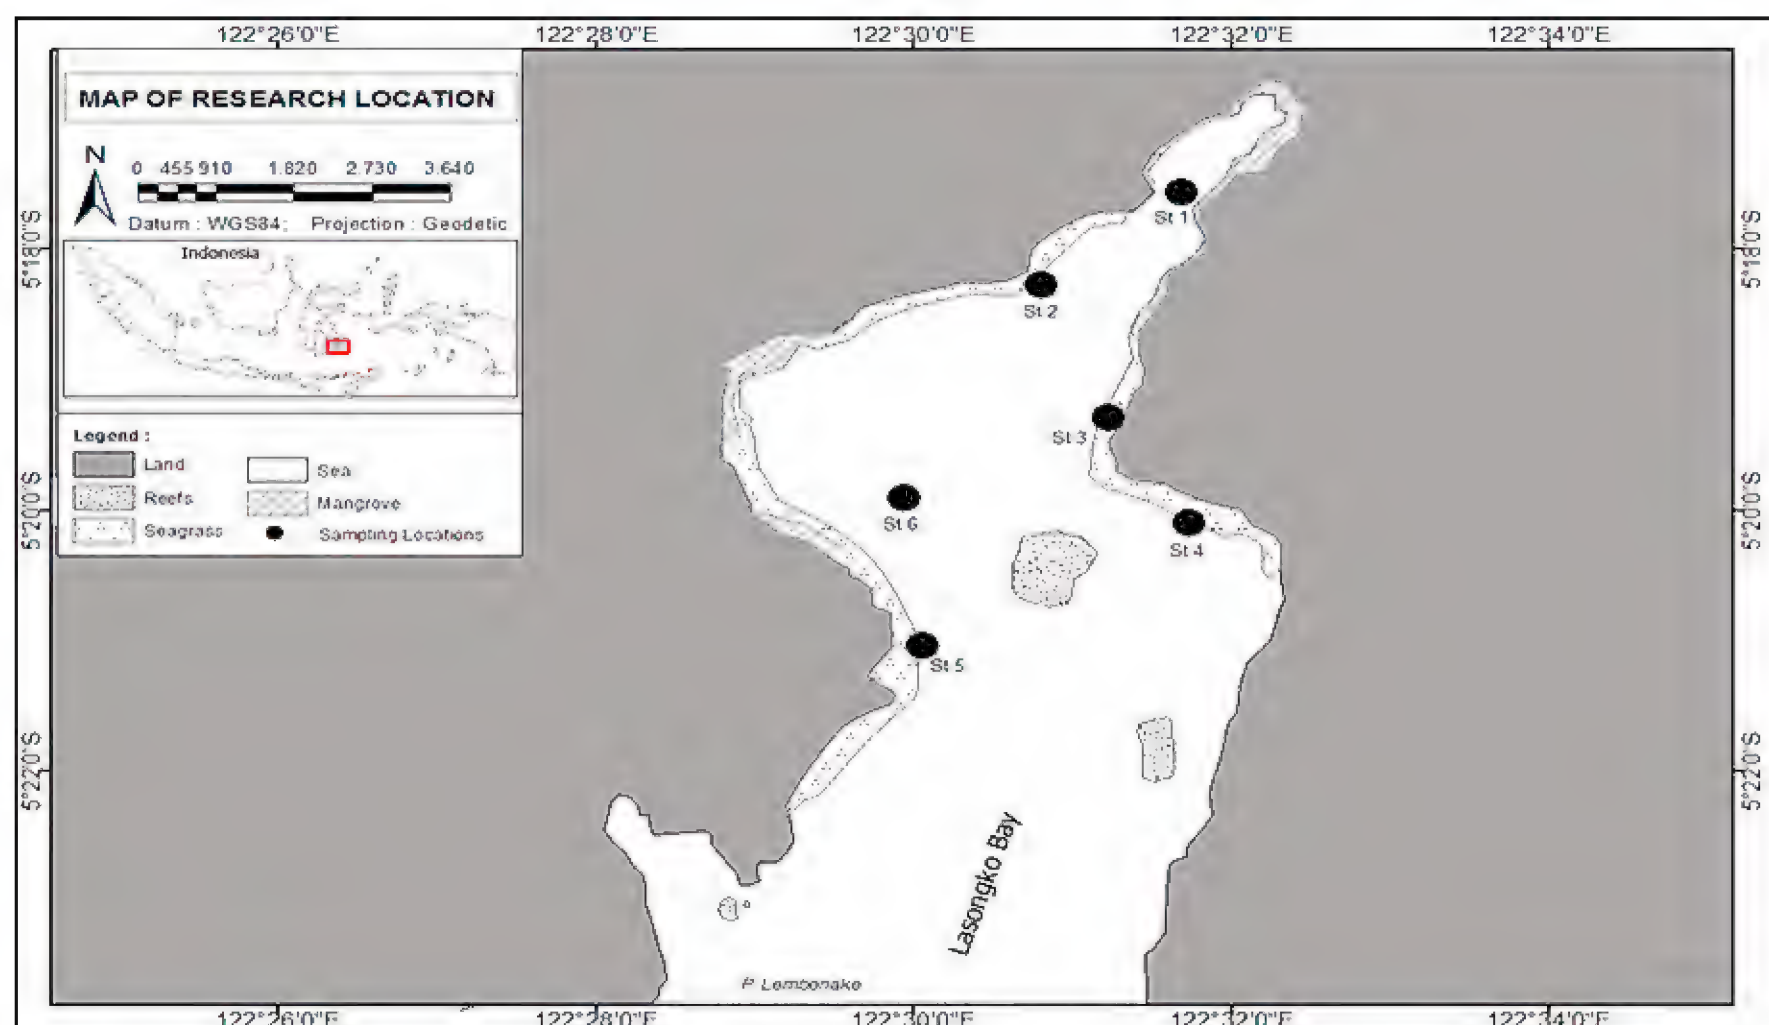 122°26'0"E 122°28'0"E 122°30'0"E 122°32'0"E 122°34'0"E
MAP OF RESEARCH LOCATION
N
0 455 910 1.820 2.730 3.640
Datum : WGS84; Projection : Geodetic
Indonesia
Legend :
Land
Sea
Reefs
Mangrove
Seagrass
Sampling Locations
5°18'0"S
5°20'0"S
5°22'0"S
St 1
St 2
St 3
St 6
St 4
St 5
Lasongko Bay
P Lembonako
5°18'0"S
5°20'0"S
5°22'0"S
122°26'0"E 122°28'0"E 122°30'0"E 122°32'0"E 122°34'0"E